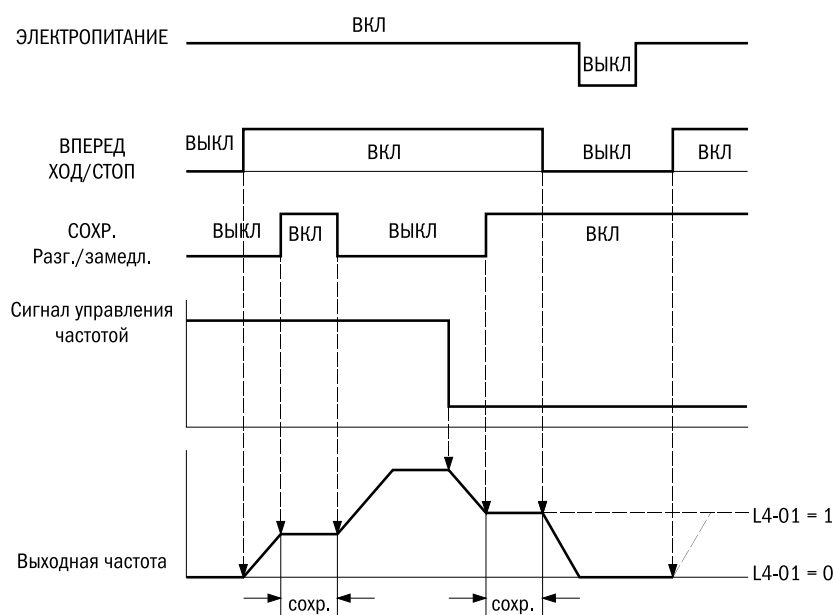 ВКЛ
ЭЛЕКТРОПИТАНИЕ
ВЫКЛ
ВПЕРЕД
ХОД/СТОП
ВЫКЛ
ВКЛ
ВЫКЛ
ВКЛ
СОХР.
Разг./замедл.
ВЫКЛ
ВКЛ
ВЫКЛ
ВКЛ
Сигнал управления
частотой
L4-01 = 1
Выходная частота
L4-01 = 0
сохр.
сохр.